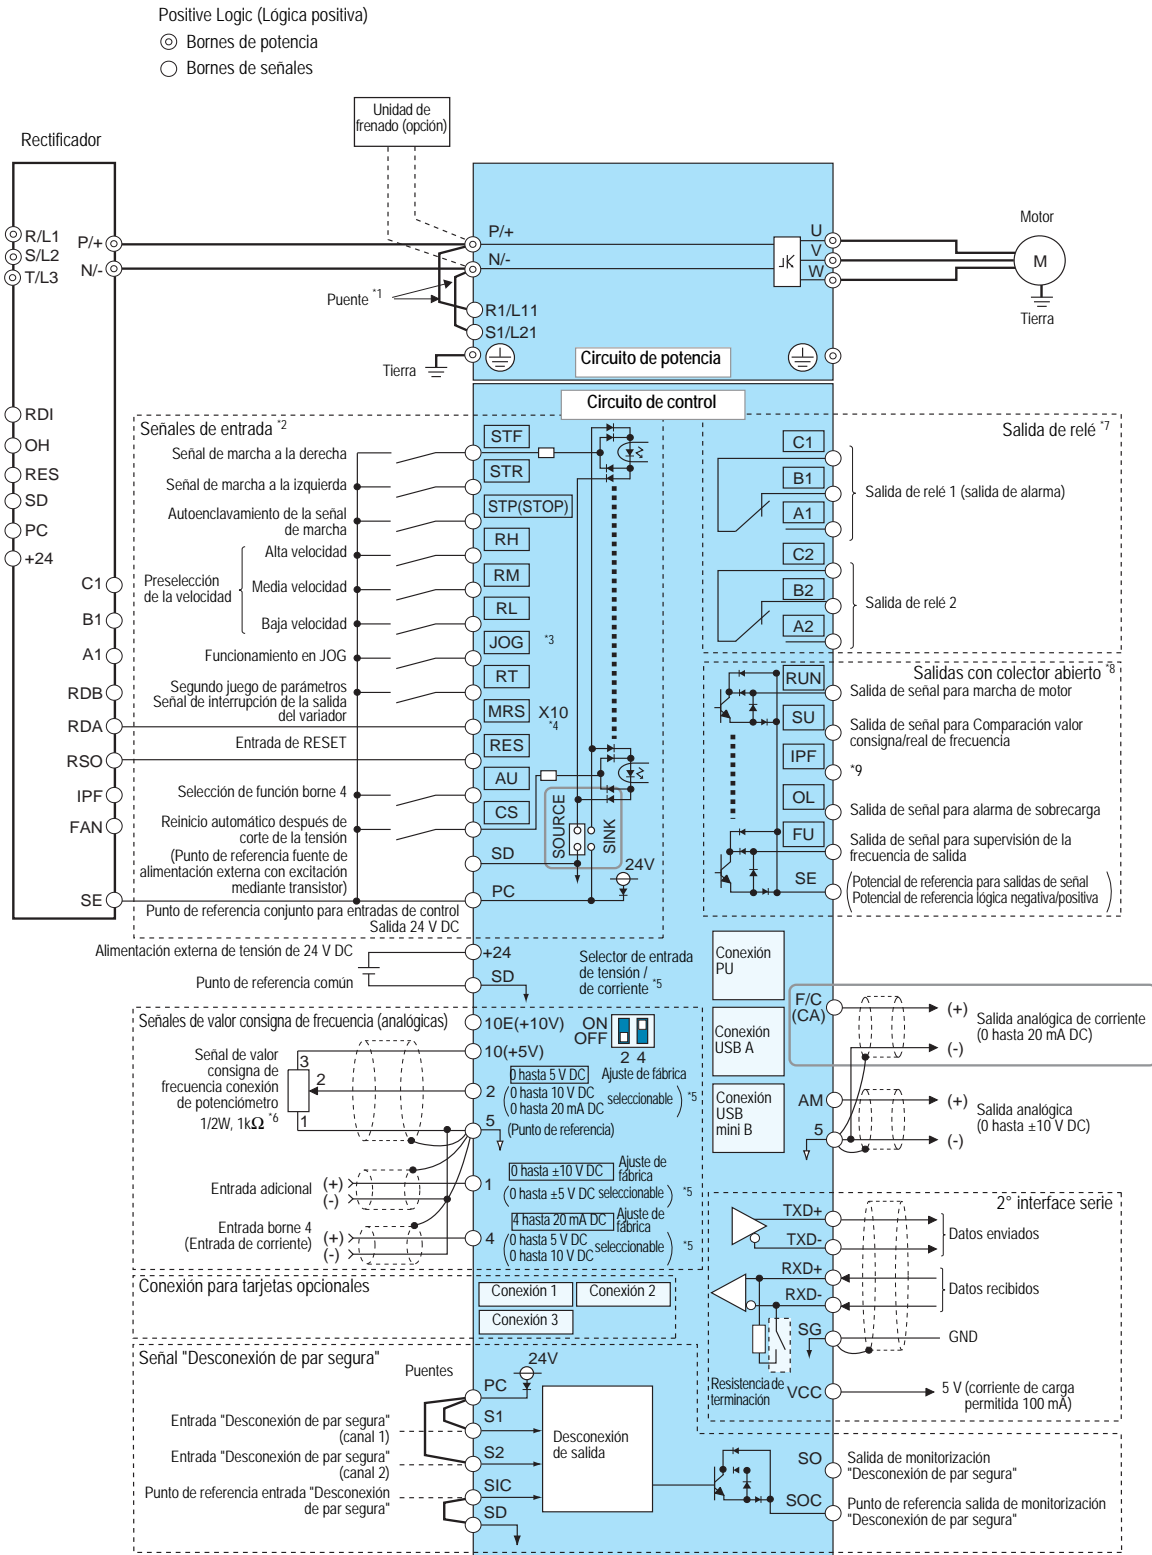 Positive Logic (Lógica positiva)
Bornes de potencia
Bornes de señales
Unidad de
frenado (opción)
Rectificador
R/L1
S/L2
T/L3
P/+
N/-
RDI
OH
RES
SD
PC
+24
C1
B1
A1
RDB
RDA
RSO
IPF
FAN
SE
P/+
N/-
Puente *1
R1/L11
S1/L21
Tierra
Circuito de potencia
U
V
W
Motor
M
Tierra
Circuito de control
Señales de entrada *2
Señal de marcha a la derecha
STF
Señal de marcha a la izquierda
STR
Autoenclavamiento de la señal
de marcha
STP(STOP)
Preselección
de la velocidad
Alta velocidad
RH
Media velocidad
RM
Baja velocidad
RL
Funcionamiento en JOG
JOG *3
Segundo juego de parámetros
RT
Señal de interrupción de la salida
del variador
MRS X10
*4
Entrada de RESET
RES
Selección de función borne 4
AU
Reinicio automático después de
corte de la tensión
CS
SOURCE
SINK
(Punto de referencia fuente de
alimentación externa con excitación
mediante transistor)
SD
24V
PC
Punto de referencia conjunto para entradas de control
Salida 24 V DC
Salida de relé *7
C1
B1
A1
Salida de relé 1 (salida de alarma)
C2
B2
A2
Salida de relé 2
Salidas con colector abierto *8
RUN
Salida de señal para marcha de motor
SU
Salida de señal para Comparación valor
consigna/real de frecuencia
IPF
*9
OL
Salida de señal para alarma de sobrecarga
FU
Salida de señal para supervisión de la
frecuencia de salida
SE
(Potencial de referencia para salidas de señal
Potencial de referencia lógica negativa/positiva)
Alimentación externa de tensión de 24 V DC
+24
Punto de referencia común
SD
Selector de entrada
de tensión /
de corriente *5
Conexión
PU
Conexión
USB A
Conexión
USB
mini B
F/C
(CA)
(+)
(-)
Salida analógica de corriente
(0 hasta 20 mA DC)
AM
5
(+)
(-)
Salida analógica
(0 hasta ±10 V DC)
Señales de valor consigna de frecuencia (analógicas)
10E(+10V)
ON
OFF
2 4
10(+5V)
Señal de valor
consigna de
frecuencia conexión
de potenciómetro
1/2W, 1kΩ *6
3
2
1
2
0 hasta 5 V DC Ajuste de fábrica
(0 hasta 10 V DC
0 hasta 20 mA DC seleccionable) *5
5
(Punto de referencia)
Entrada adicional (+)
(-)
1
0 hasta ±10 V DC Ajuste de
fábrica
(0 hasta ±5 V DC seleccionable) *5
Entrada borne 4
(Entrada de corriente)
(+)
(-)
4
4 hasta 20 mA DC Ajuste de
fábrica
(0 hasta 5 V DC
0 hasta 10 V DC seleccionable) *5
2° interface serie
TXD+
TXD-
Datos enviados
RXD+
RXD-
Datos recibidos
SG
GND
Resistencia de
terminación
VCC
5 V (corriente de carga
permitida 100 mA)
Conexión para tarjetas opcionales
Conexión 1
Conexión 2
Conexión 3
Señal "Desconexión de par segura"
Puentes
24V
PC
S1
Entrada "Desconexión de par segura"
(canal 1)
S2
Entrada "Desconexión de par segura"
(canal 2)
SIC
Punto de referencia entrada "Desconexión
de par segura"
SD
Desconexión
de salida
SO
Salida de monitorización
"Desconexión de par segura"
SOC
Punto de referencia salida de monitorización
"Desconexión de par segura"